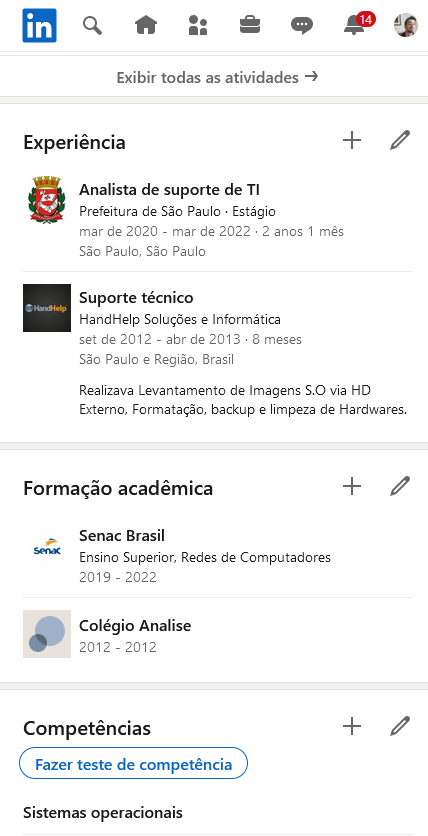 in
14
Exibir todas as atividades →
Experiência
Analista de suporte de TI
Prefeitura de São Paulo · Estágio
mar de 2020 - mar de 2022 · 2 anos 1 mês
São Paulo, São Paulo
HandHelp
Suporte técnico
HandHelp Soluções e Informática
set de 2012 - abr de 2013 · 8 meses
São Paulo e Região, Brasil
Realizava Levantamento de Imagens S.O via HD
Externo, Formatação, backup e limpeza de Hardwares.
Formação acadêmica
senac
Senac Brasil
Ensino Superior, Redes de Computadores
2019 - 2022
Colégio Analise
2012 - 2012
Competências
Fazer teste de competência
Sistemas operacionais